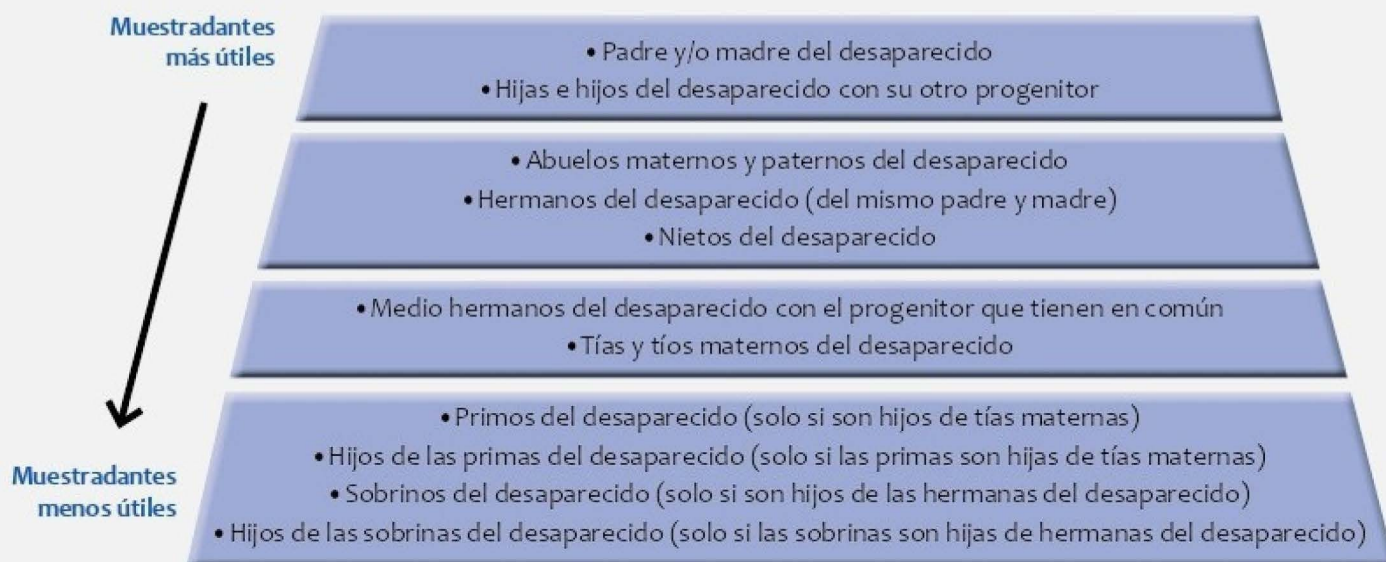 Muestradantes
más útiles
• Padre y/o madre del desaparecido
• Hijas e hijos del desaparecido con su otro progenitor
• Abuelos maternos y paternos del desaparecido
• Hermanos del desaparecido (del mismo padre y madre)
• Nietos del desaparecido
• Medio hermanos del desaparecido con el progenitor que tienen en común
• Tías y tíos maternos del desaparecido
• Primos del desaparecido (solo si son hijos de tías maternas)
• Hijos de las primas del desaparecido (solo si las primas son hijas de tías maternas)
• Sobrinos del desaparecido (solo si son hijos de las hermanas del desaparecido)
• Hijos de las sobrinas del desaparecido (solo si las sobrinas son hijas de hermanas del desaparecido)
Muestradantes
menos útiles